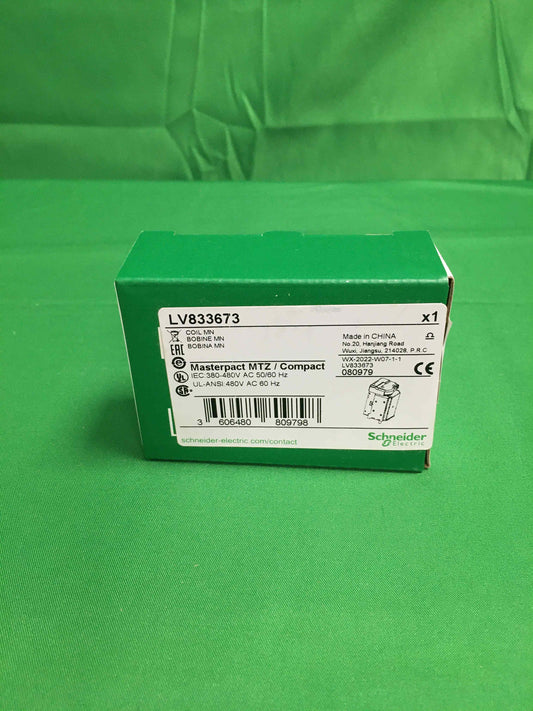 LV833673
x1
COIL MN
BOBINE MN
BOBINA MN
EAC
Masterpact MTZ / Compact
IEC:380-480V AC 50/60 Hz
UL-ANSI:480V AC 60 Hz
3 606480 809798
schneider-electric.com/contact
Made in CHINA
No.20, Hanjiang Road
Wuxi, Jiangsu, 214028, P.R.C
WX-2022-W07-1-1
LV833673
080979
CE
Schneider
Electric